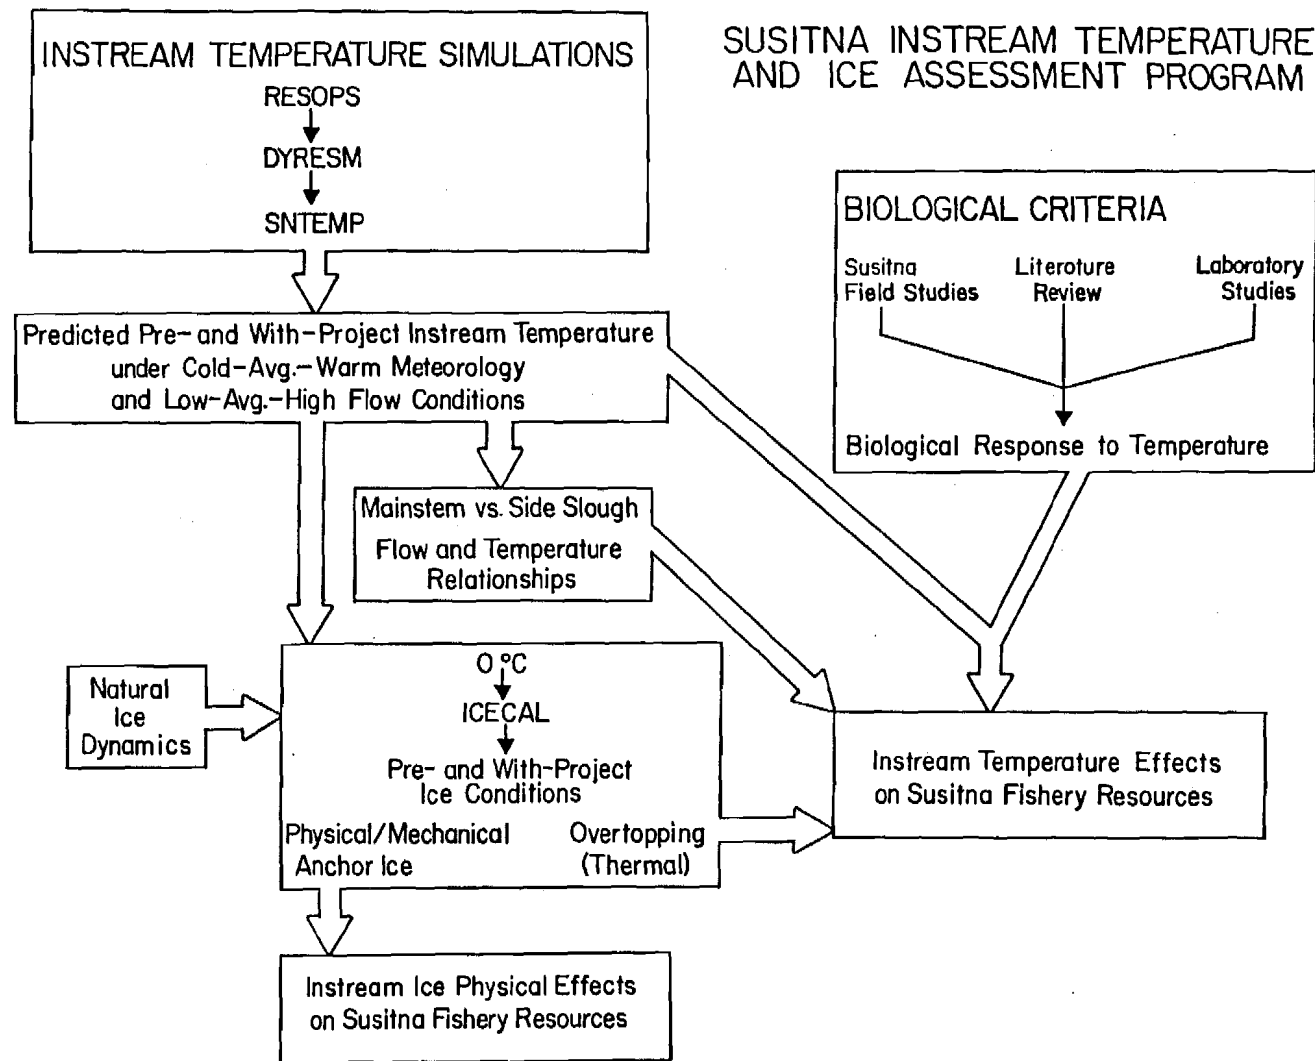 SUSITNA INSTREAM TEMPERATURE
AND ICE ASSESSMENT PROGRAM
INSTREAM TEMPERATURE SIMULATIONS
RESOPS
DYRESM
SNTEMP
BIOLOGICAL CRITERIA
Susitna
Field Studies
Literoture
Review
Laboratory
Studies
Biological Response to Temperature
Predicted Pre- and With-Project Instream Temperature
under Cold-Avg.-Warm Meteorology
and Low-Avg.-High Flow Conditions
Mainstem vs. Side Slough
Flow and Temperature
Relationships
Natural
Ice
Dynamics
0 °C
ICECAL
Pre- and With-Project
Ice Conditions
Physical/Mechanical
Anchor Ice
Overtopping
(Thermal)
Instream Temperature Effects
on Susitna Fishery Resources
Instream Ice Physical Effects
on Susitna Fishery Resources